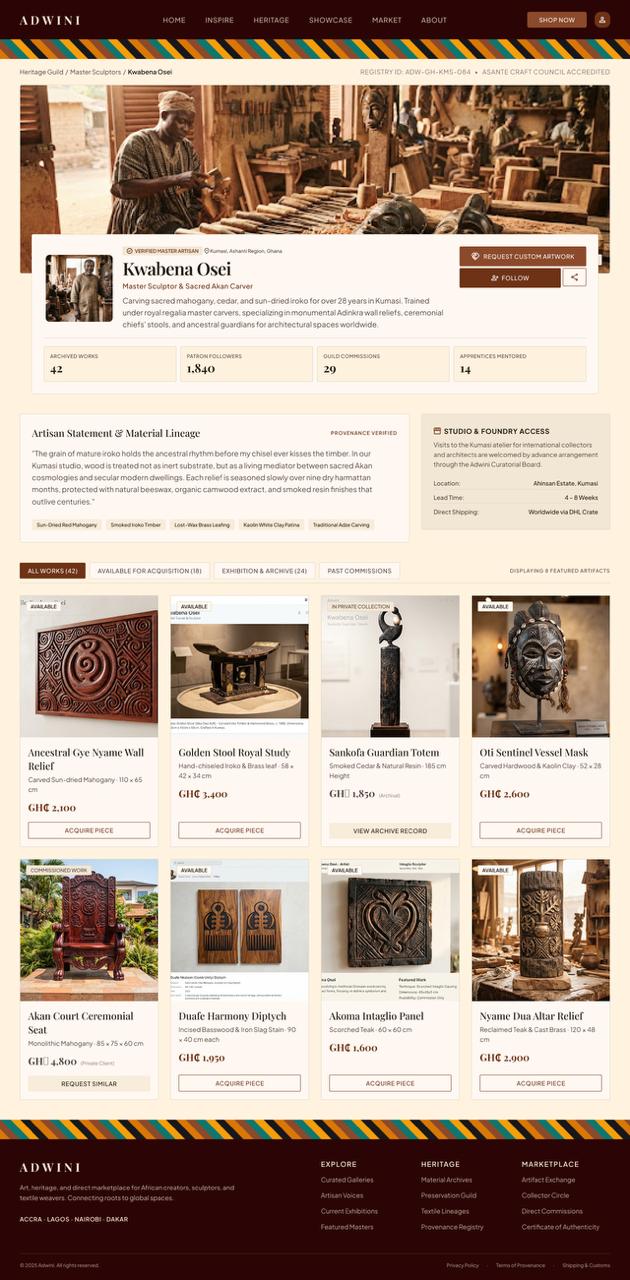 ADWINI
HOME INSPIRE HERITAGE SHOWCASE MARKET ABOUT
SHOP NOW
Heritage Guild / Master Sculptors / Kwabena Osei
REGISTRY ID: ADW-GH-KMS-084 • ASANTE CRAFT COUNCIL ACCREDITED
VERIFIED MASTER ARTISAN Kumasi, Ashanti Region, Ghana
Kwabena Osei
Master Sculptor & Sacred Akan Carver
Carving sacred mahogany, cedar, and sun-dried iroko for over 28 years in Kumasi. Trained
under royal regalia master carvers, specializing in monumental Adinkra wall reliefs, ceremonial
chiefs' stools, and ancestral guardians for architectural spaces worldwide.
REQUEST CUSTOM ARTWORK
FOLLOW
ARCHIVED WORKS
42
PATRON FOLLOWERS
1,840
GUILD COMMISSIONS
29
APPRENTICES MENTORED
14
Artisan Statement & Material Lineage
PROVENANCE VERIFIED
"The grain of mature iroko holds the ancestral rhythm before my chisel ever kisses the timber. In our
Kumasi studio, wood is treated not as inert substrate, but as a living mediator between sacred Akan
cosmologies and secular modern dwellings. Each relief is seasoned slowly over nine dry harmattan
months, protected with natural beeswax, organic camwood extract, and smoked resin finishes that
outlive centuries."
Sun-Dried Red Mahogany
Smoked Iroko Timber
Lost-Wax Brass Leafing
Kaolin White Clay Patina
Traditional Adze Carving
STUDIO & FOUNDRY ACCESS
Visits to the Kumasi atelier for international collectors
and architects are welcomed by advance arrangement
through the Adwini Curatorial Board.
Location: Ahinsan Estate, Kumasi
Lead Time: 4 – 8 Weeks
Direct Shipping: Worldwide via DHL Crate
ALL WORKS (42)
AVAILABLE FOR ACQUISITION (18)
EXHIBITION & ARCHIVE (24)
PAST COMMISSIONS
DISPLAYING 8 FEATURED ARTIFACTS
AVAILABLE
Ancestral Gye Nyame Wall
Relief
Carved Sun-dried Mahogany · 110 × 65
cm
GH₵ 2,100
ACQUIRE PIECE
AVAILABLE
Golden Stool Royal Study
Hand-chiseled Iroko & Brass leaf · 58 ×
42 × 34 cm
GH₵ 3,400
ACQUIRE PIECE
IN PRIVATE COLLECTION
Kwabena Osei
Sankofa Guardian Totem
Smoked Cedar & Natural Resin · 185 cm
Height
GH▯ 1,850 (Archival)
VIEW ARCHIVE RECORD
AVAILABLE
Oti Sentinel Vessel Mask
Carved Hardwood & Kaolin Clay · 52 × 28
cm
GH₵ 2,600
ACQUIRE PIECE
COMMISSIONED WORK
Akan Court Ceremonial
Seat
Monolithic Mahogany · 85 × 75 × 60 cm
GH▯ 4,800 (Private Client)
REQUEST SIMILAR
AVAILABLE
Duafe Harmony Diptych
Incised Basswood & Iron Slag Stain · 90
× 40 cm each
GH₵ 1,950
ACQUIRE PIECE
AVAILABLE
Featured Work
Akoma Intaglio Panel
Scorched Teak · 60 × 60 cm
GH₵ 1,600
ACQUIRE PIECE
AVAILABLE
Nyame Dua Altar Relief
Reclaimed Teak & Cast Brass · 120 × 48
cm
GH₵ 2,900
ACQUIRE PIECE
ADWINI
Art, heritage, and direct marketplace for African creators, sculptors, and
textile weavers. Connecting roots to global spaces.
ACCRA · LAGOS · NAIROBI · DAKAR
EXPLORE
Curated Galleries
Artisan Voices
Current Exhibitions
Featured Masters
HERITAGE
Material Archives
Preservation Guild
Textile Lineages
Provenance Registry
MARKETPLACE
Artifact Exchange
Collector Circle
Direct Commissions
Certificate of Authenticity
© 2025 Adwini. All rights reserved.
Privacy Policy · Terms of Provenance · Shipping & Customs